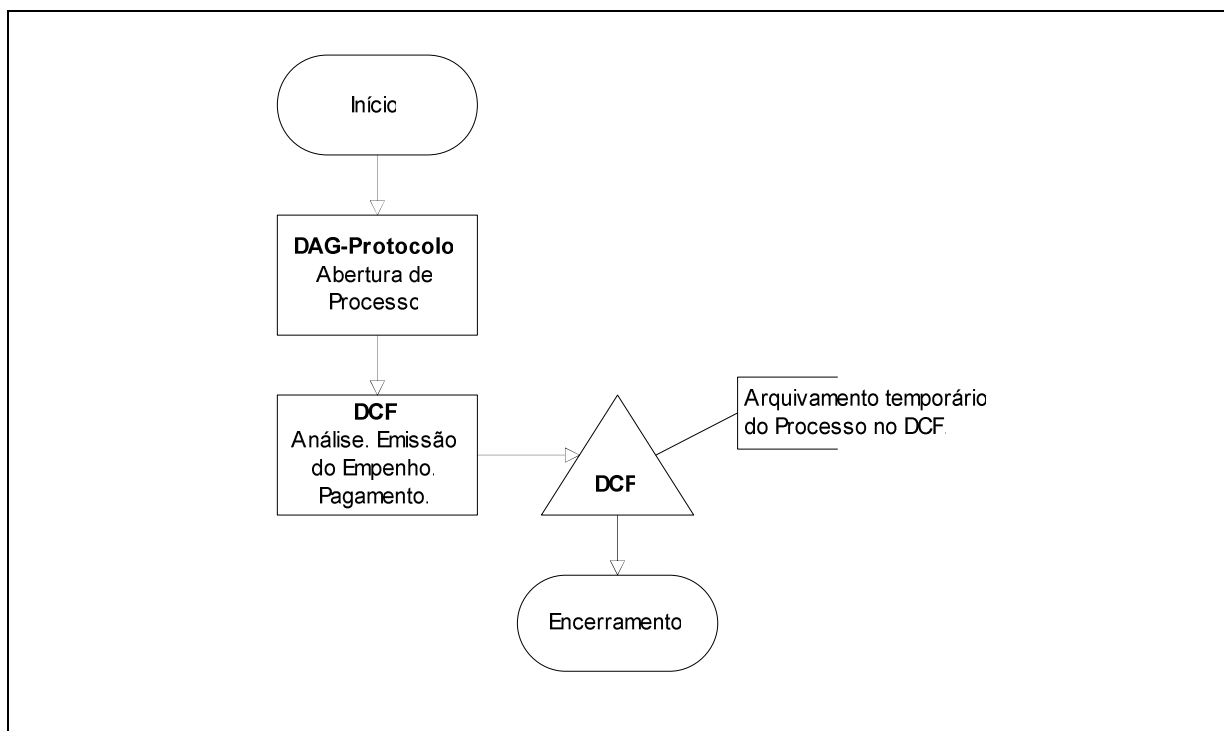 Início
DAG-Protocolo
Abertura de
Processo
DCF
Análise. Emissão
do Empenho.
Pagamento.
DCF
Arquivamento temporário
do Processo no DCF.
Encerramento